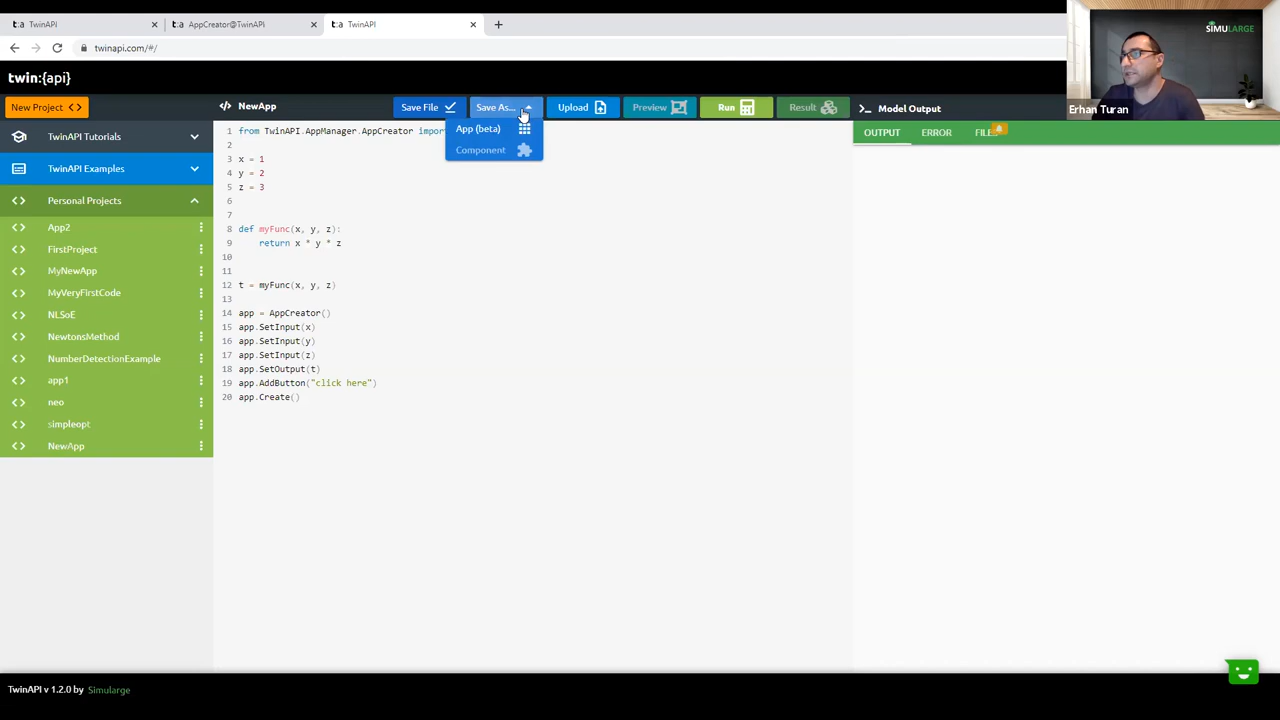 t:a TwinAPI
t:a AppCreator@TwinAPI
t:a TwinAPI
twinapi.com/#/
SIMULARGE
Erhan Turan
twin:{api}
New Project <>
</> NewApp
Save File
Save As...
Upload
Preview
Run
Result
Model Output
App (beta)
Component
OUTPUT
ERROR
FILE
TwinAPI Tutorials
TwinAPI Examples
Personal Projects
App2
FirstProject
MyNewApp
MyVeryFirstCode
NLSoE
NewtonsMethod
NumberDetectionExample
app1
neo
simpleopt
NewApp
1 from TwinAPI.AppManager.AppCreator import
2
3 x = 1
4 y = 2
5 z = 3
6
7
8 def myFunc(x, y, z):
9 return x * y * z
10
11
12 t = myFunc(x, y, z)
13
14 app = AppCreator()
15 app.SetInput(x)
16 app.SetInput(y)
17 app.SetInput(z)
18 app.SetOutput(t)
19 app.AddButton("click here")
20 app.Create()
TwinAPI v 1.2.0 by Simularge